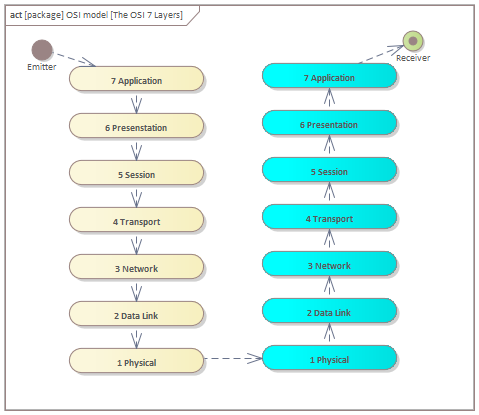 act [package] OSI model [The OSI 7 Layers]
Emitter
7 Application
6 Presenstation
5 Session
4 Transport
3 Network
2 Data Link
1 Physical
Receiver
7 Application
6 Presentation
5 Session
4 Transport
3 Network
2 Data Link
1 Physical